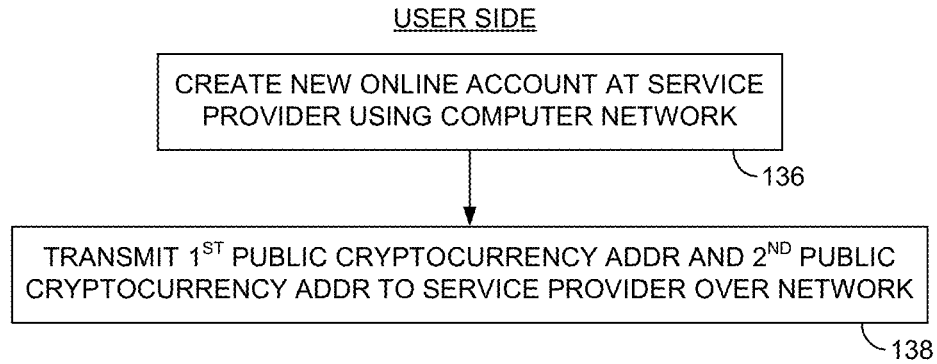 USER SIDE
CREATE NEW ONLINE ACCOUNT AT SERVICE
PROVIDER USING COMPUTER NETWORK
136
TRANSMIT 1ST PUBLIC CRYPTOCURRENCY ADDR AND 2ND PUBLIC
CRYPTOCURRENCY ADDR TO SERVICE PROVIDER OVER NETWORK
138